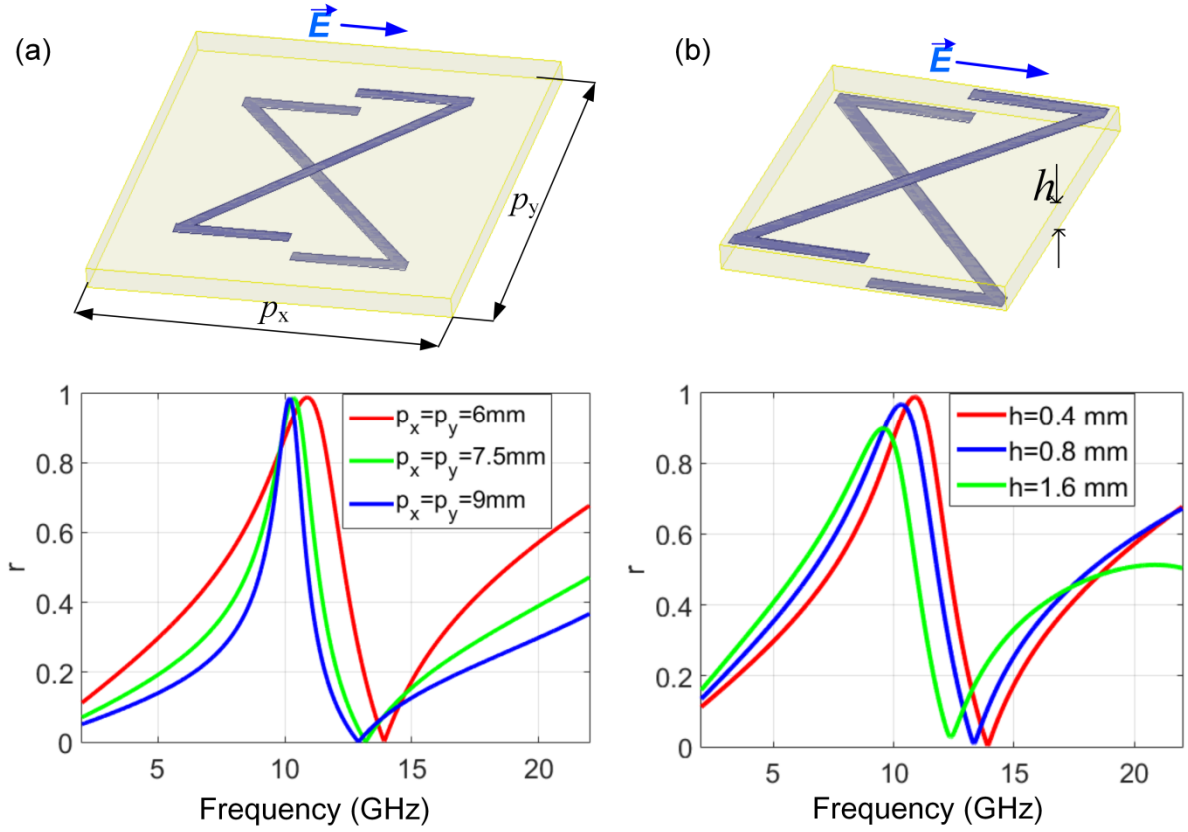 (a)
E
p_y
p_x
(b)
E
h
1
0.8
0.6
0.4
0.2
0
r
5
10
15
20
Frequency (GHz)
p_x=p_y=6mm
p_x=p_y=7.5mm
p_x=p_y=9mm
1
0.8
0.6
0.4
0.2
0
r
5
10
15
20
Frequency (GHz)
h=0.4 mm
h=0.8 mm
h=1.6 mm